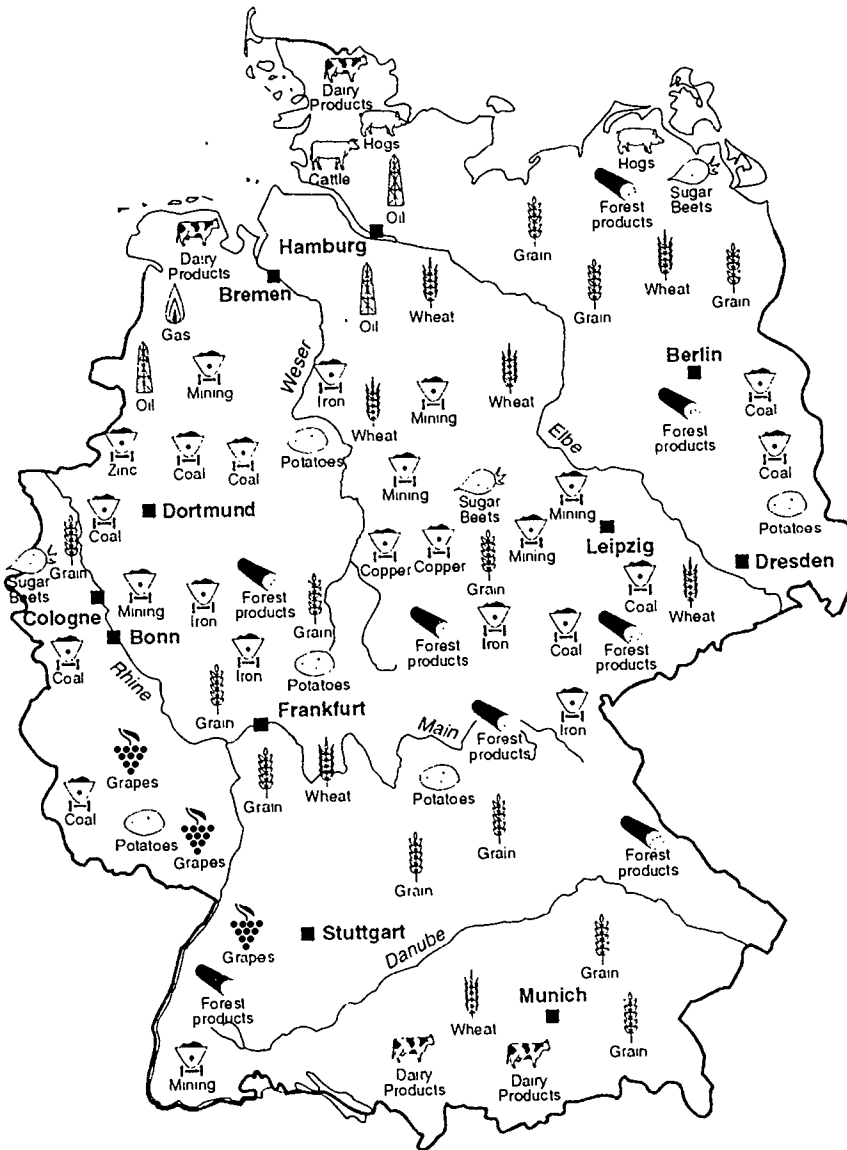 Dairy
Products
Hogs
Cattle
Oil
Hogs
Forest
products
Sugar
Beets
Dairy
Products
Hamburg
Grain
Bremen
Gas
Oil
Wheat
Grain
Wheat
Grain
Weser
Oil
Mining
Iron
Wheat
Mining
Wheat
Berlin
Forest
products
Coal
Elbe
Zinc
Coal
Coal
Potatoes
Mining
Sugar
Beets
Mining
Coal
Potatoes
Coal
Dortmund
Mining
Leipzig
Grain
Sugar
Beets
Copper
Copper
Grain
Dresden
Cologne
Mining
Iron
Forest
products
Grain
Coal
Wheat
Bonn
Coal
Rhine
Iron
Potatoes
Forest
products
Iron
Coal
Forest
products
Grain
Frankfurt
Main
Forest
products
Iron
Grapes
Grain
Wheat
Potatoes
Coal
Potatoes
Grapes
Grain
Grain
Forest
products
Grapes
Stuttgart
Danube
Grain
Forest
products
Wheat
Munich
Grain
Mining
Dairy
Products
Dairy
Products